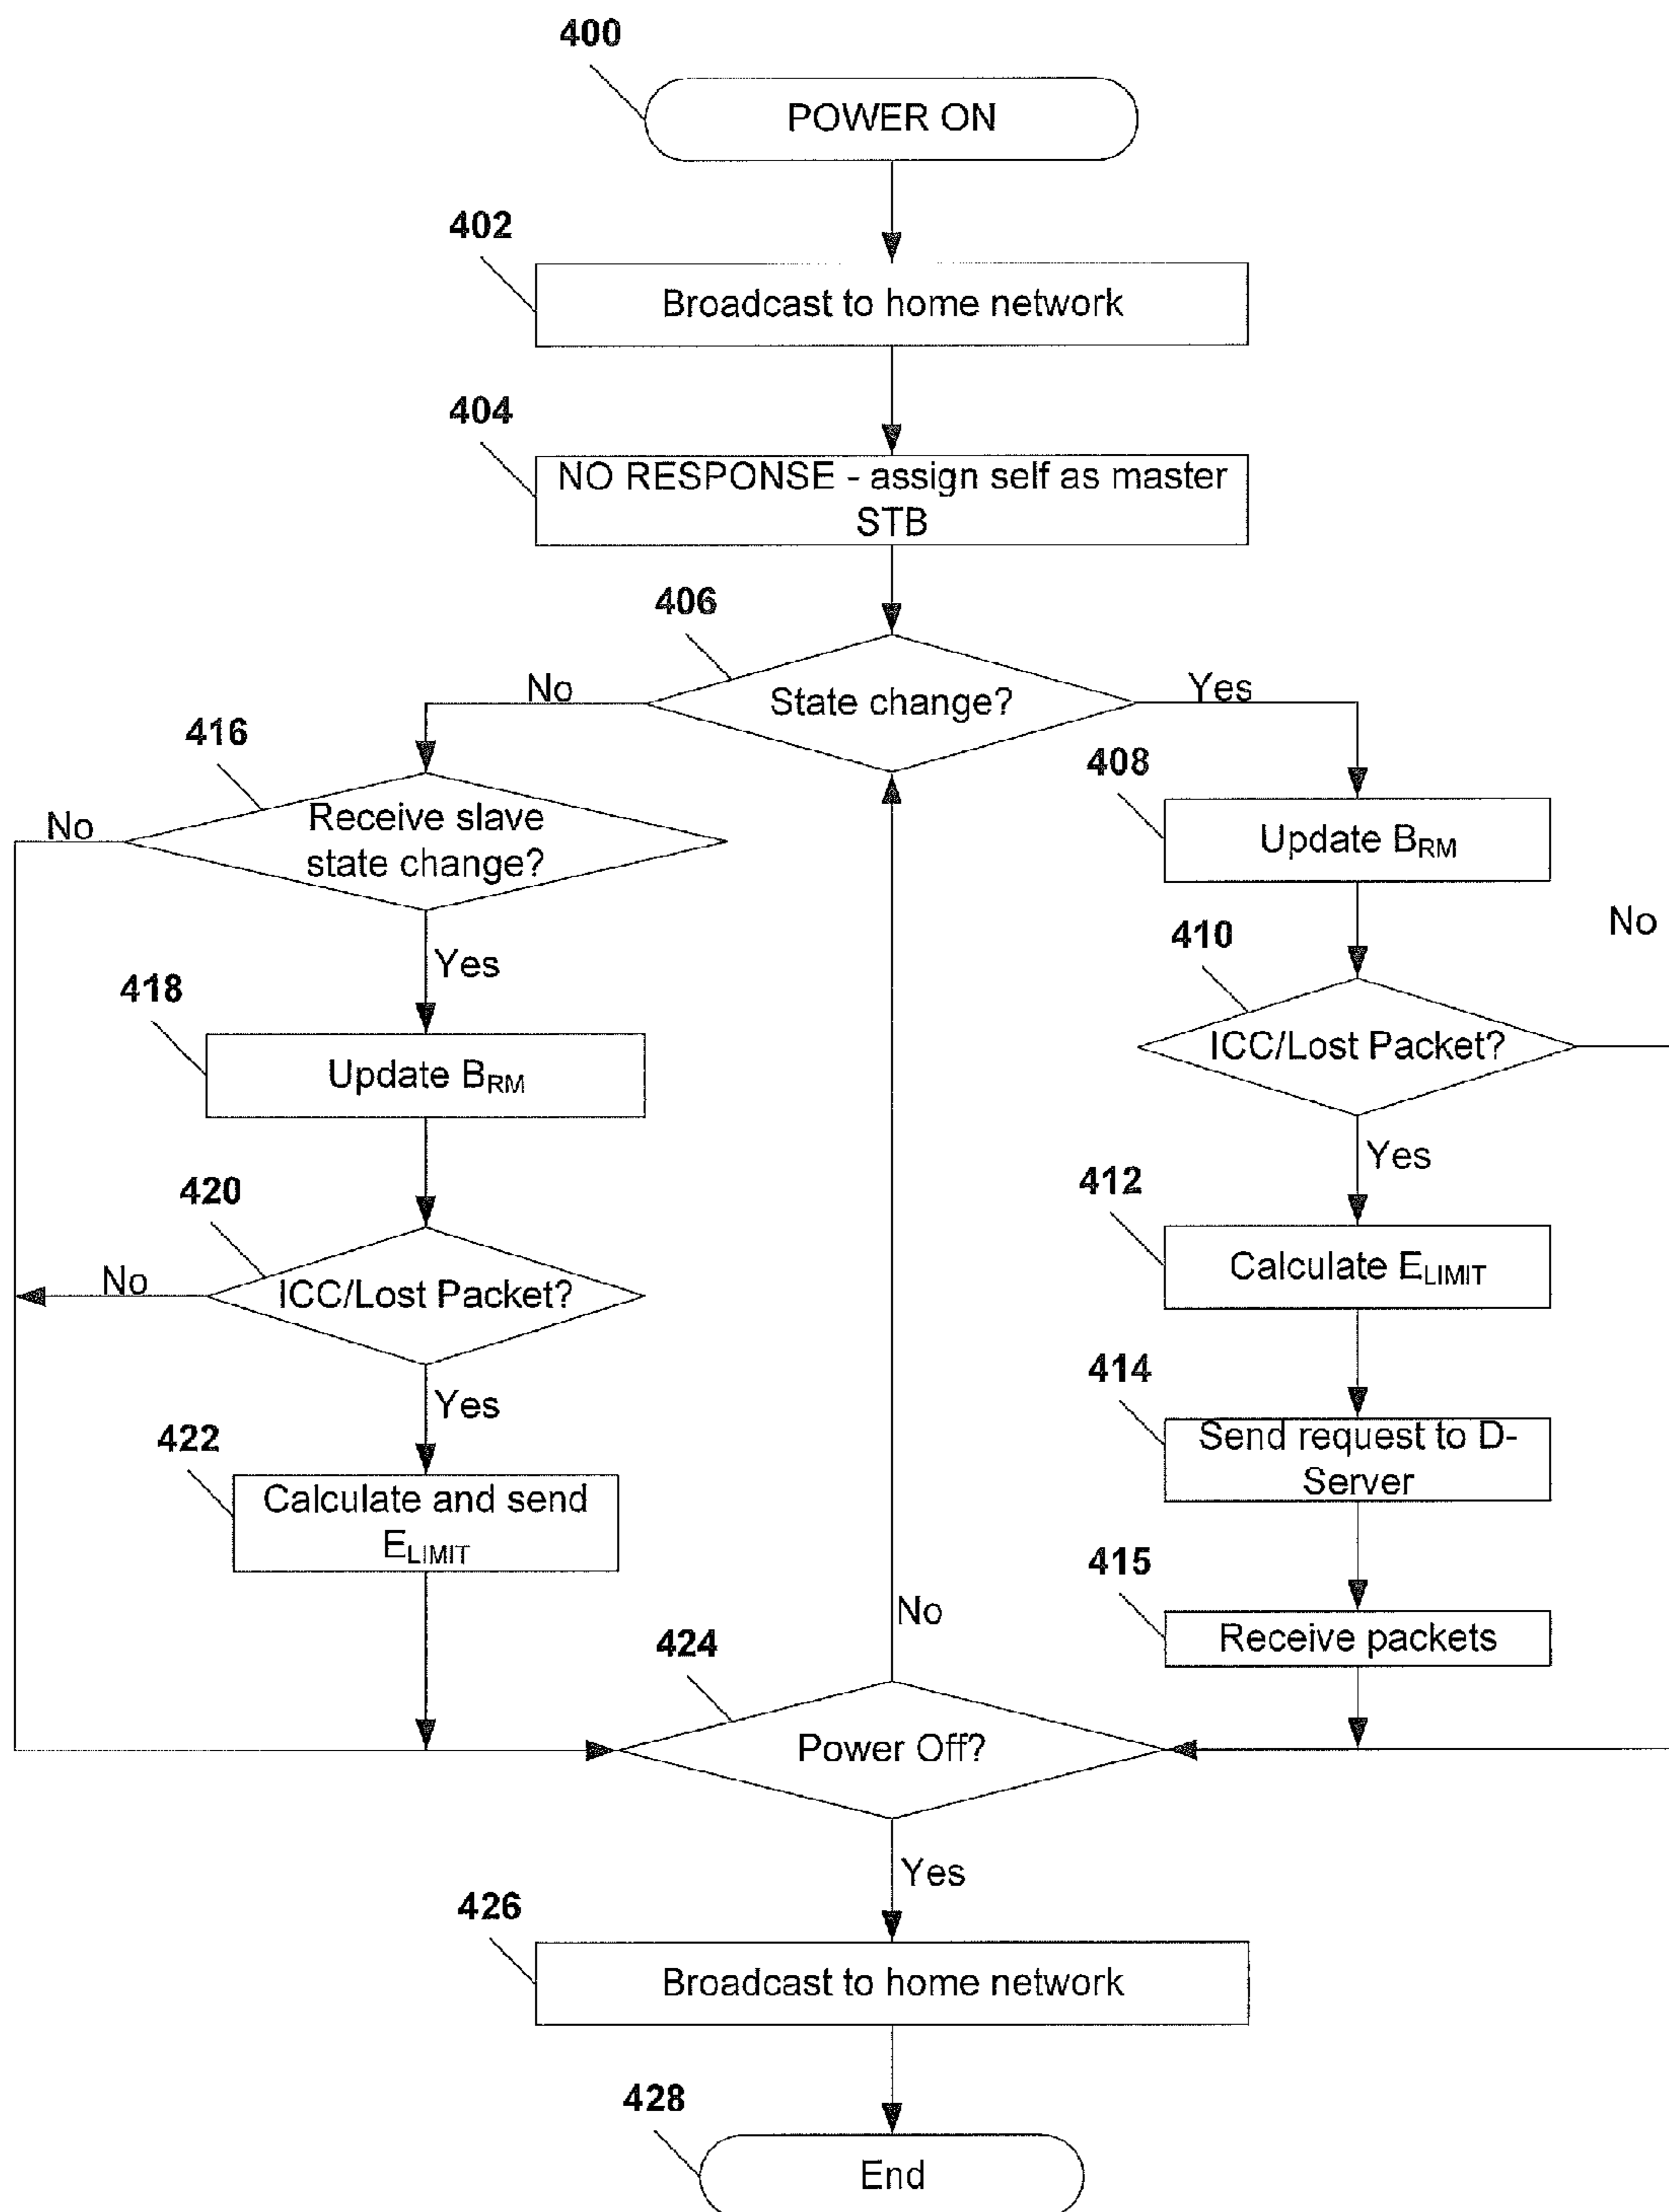 400
POWER ON
402
Broadcast to home network
404
NO RESPONSE - assign self as master
STB
406
State change?
No
Yes
416
Receive slave
state change?
No
Yes
408
Update BRM
410
ICC/Lost Packet?
No
Yes
418
Update BRM
420
ICC/Lost Packet?
No
Yes
412
Calculate ELIMIT
414
Send request to D-
Server
422
Calculate and send
ELIMIT
415
Receive packets
424
Power Off?
No
Yes
426
Broadcast to home network
428
End